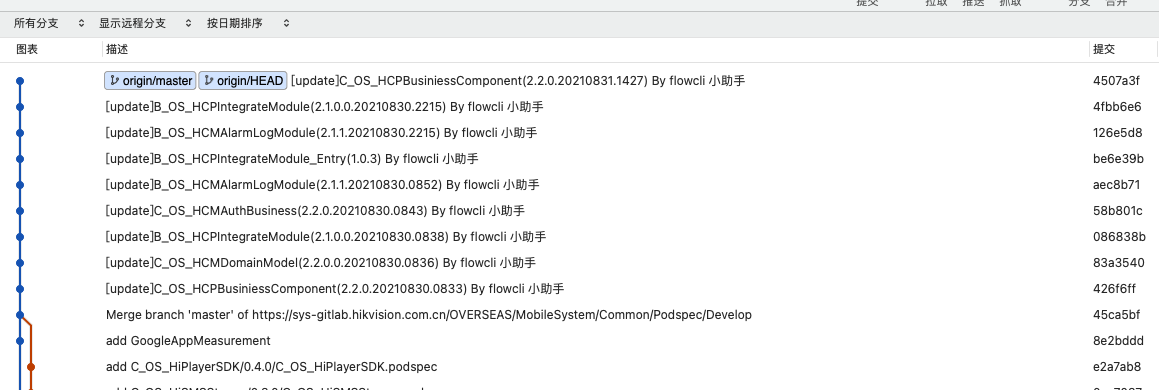 提交 拉取 推送 抓取 分支 合并
所有分支 显示远程分支 按日期排序
图表 描述 提交
origin/master origin/HEAD [update]C_OS_HCPBusiniessComponent(2.2.0.20210831.1427) By flowcli 小助手 4507a3f
[update]B_OS_HCPIntegrateModule(2.1.0.0.20210830.2215) By flowcli 小助手 4fbb6e6
[update]B_OS_HCMAlarmLogModule(2.1.1.20210830.2215) By flowcli 小助手 126e5d8
[update]B_OS_HCPIntegrateModule_Entry(1.0.3) By flowcli 小助手 be6e39b
[update]B_OS_HCMAlarmLogModule(2.1.1.20210830.0852) By flowcli 小助手 aec8b71
[update]C_OS_HCMAuthBusiness(2.2.0.20210830.0843) By flowcli 小助手 58b801c
[update]B_OS_HCPIntegrateModule(2.1.0.0.20210830.0838) By flowcli 小助手 086838b
[update]C_OS_HCMDomainModel(2.2.0.0.20210830.0836) By flowcli 小助手 83a3540
[update]C_OS_HCPBusiniessComponent(2.2.0.20210830.0833) By flowcli 小助手 426f6ff
Merge branch 'master' of https://sys-gitlab.hikvision.com.cn/OVERSEAS/MobileSystem/Common/Podspec/Develop 45ca5bf
add GoogleAppMeasurement 8e2bddd
add C_OS_HiPlayerSDK/0.4.0/C_OS_HiPlayerSDK.podspec e2a7ab8